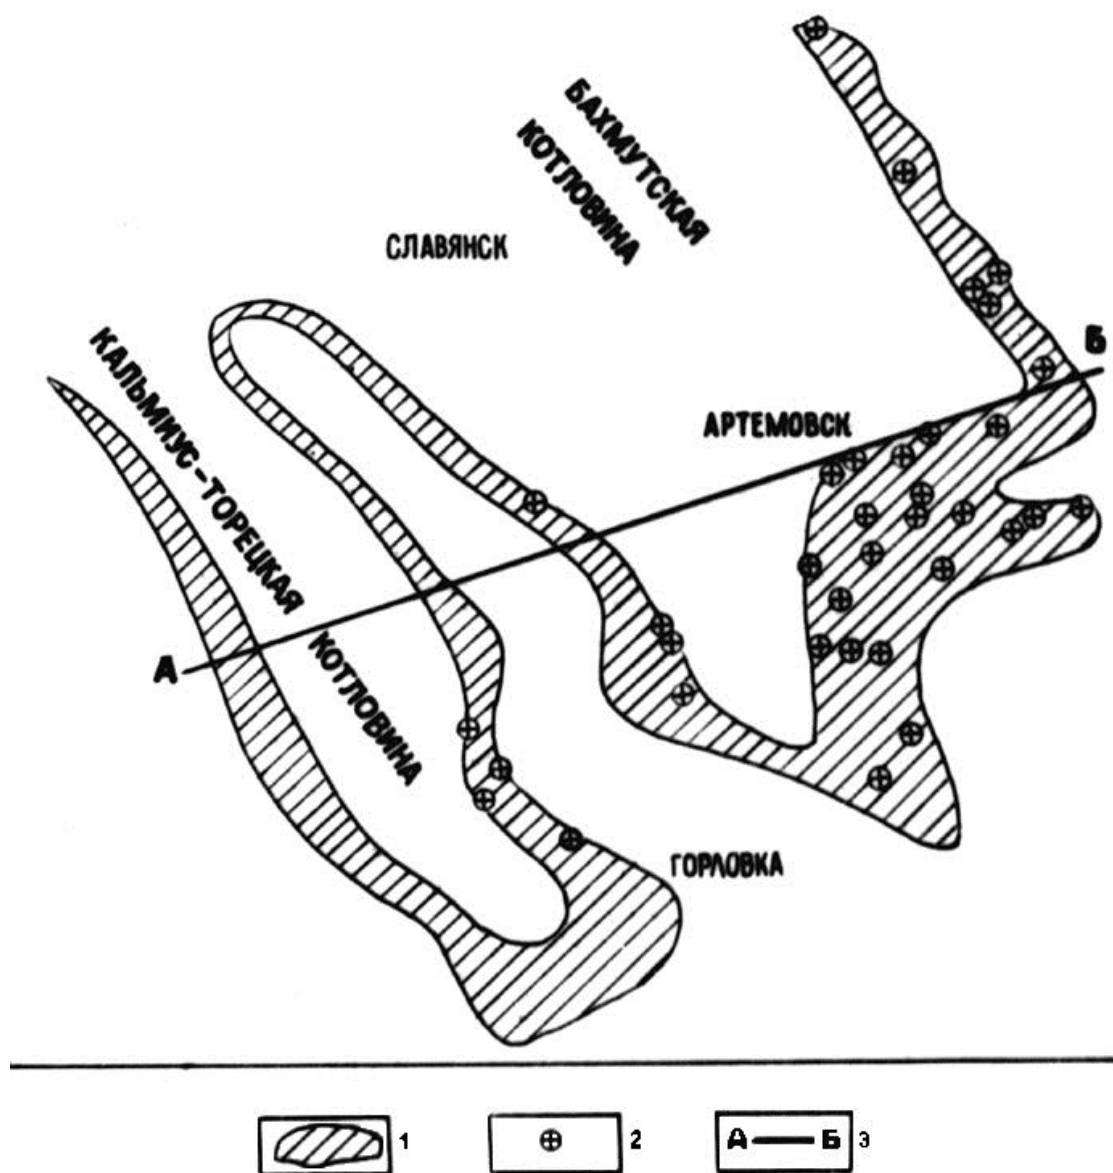 БАХМУТСКАЯ
КОТЛОВИНА
СЛАВЯНСК
КАЛЬМИУС-ТОРЕЦКАЯ
КОТЛОВИНА
Б
АРТЕМОВСК
А
ГОРЛОВКА
1
2
А Б 3